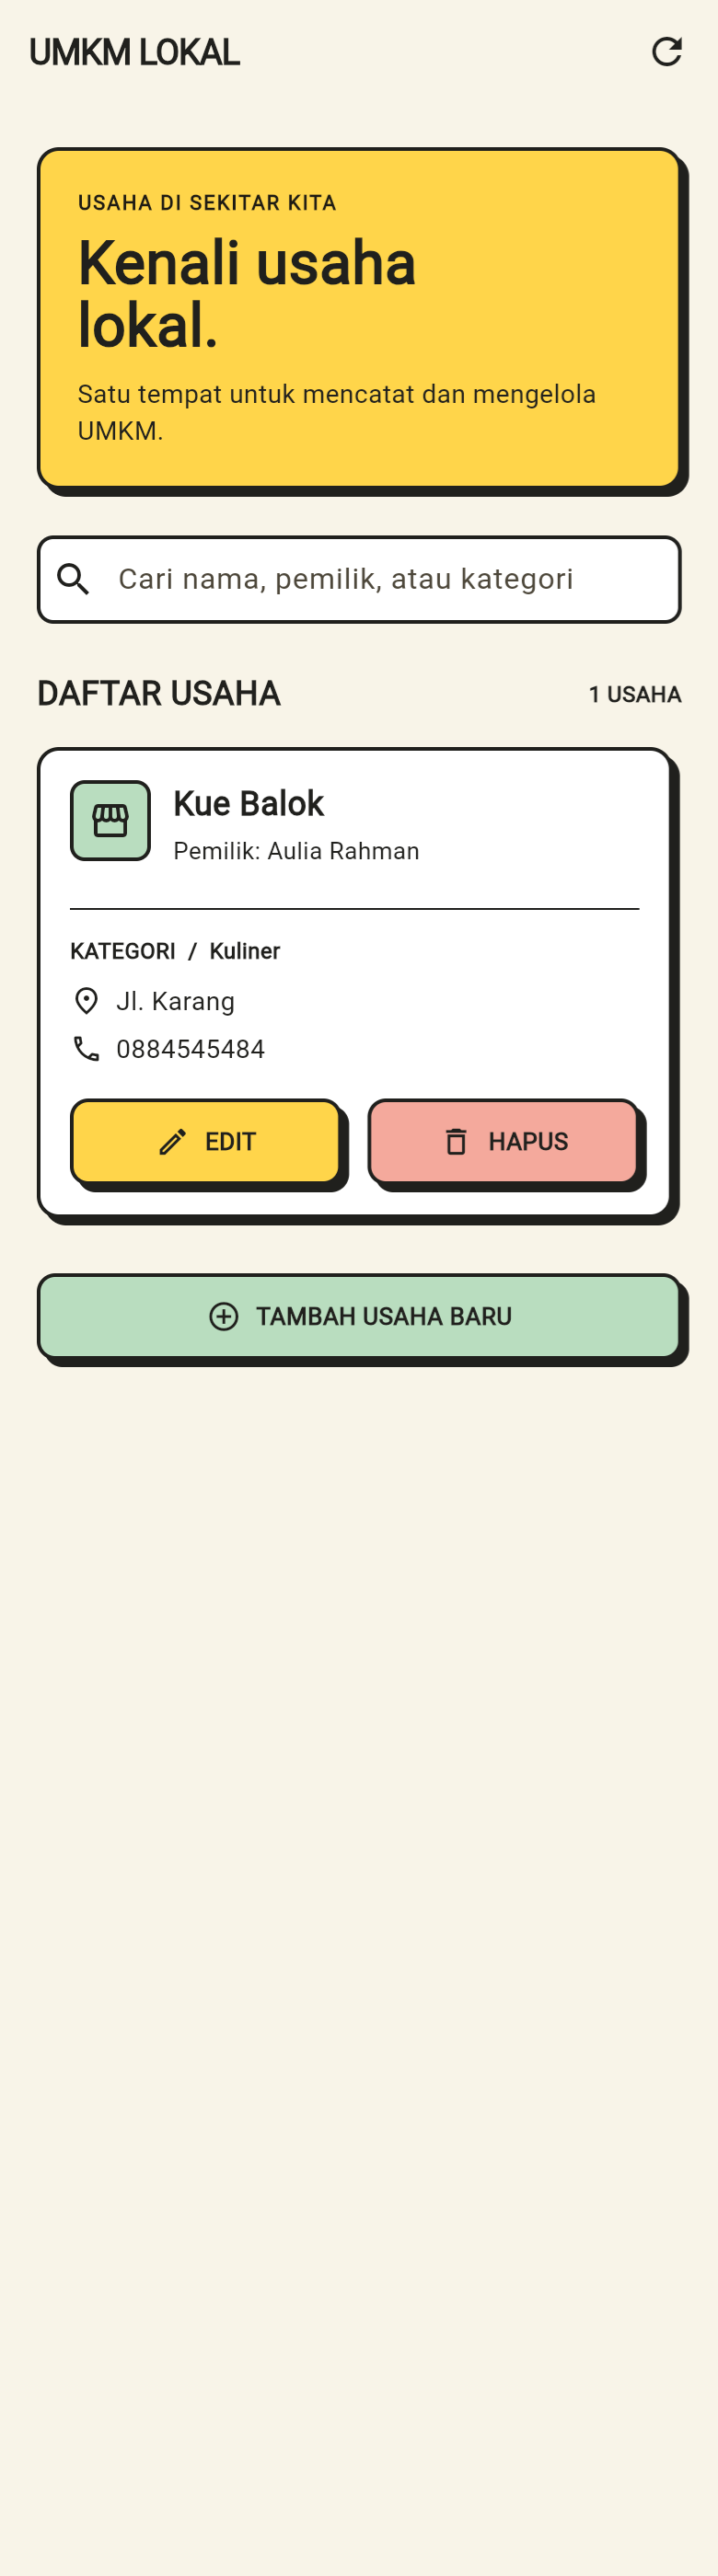 UMKM LOKAL
USAHA DI SEKITAR KITA
Kenali usaha
lokal.
Satu tempat untuk mencatat dan mengelola
UMKM.
Cari nama, pemilik, atau kategori
DAFTAR USAHA
1 USAHA
Kue Balok
Pemilik: Aulia Rahman
KATEGORI / Kuliner
Jl. Karang
0884545484
EDIT
HAPUS
TAMBAH USAHA BARU